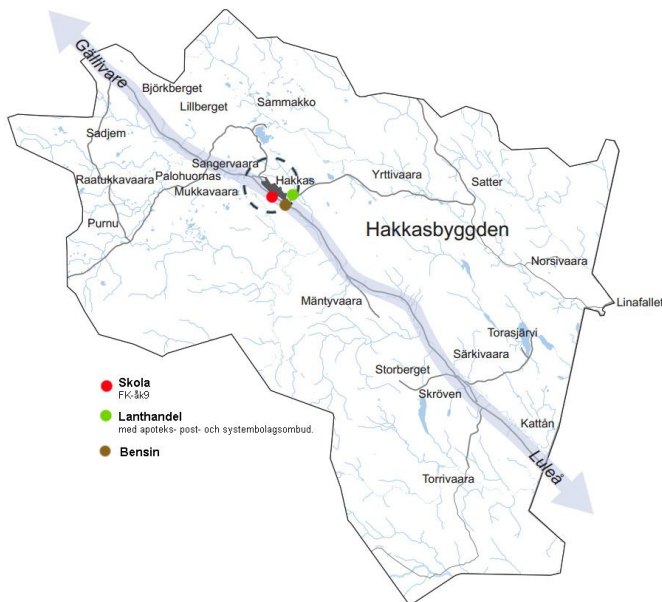 Gällivare
Björkberget
Lillberget
Sammakko
Sadjem
Sangervaara
Raatukkavaara
Palohuornas
Hakkas
Yrttivaara
Satter
Mukkavaara
Purnu
Hakkasbyggden
Norsivaara
Mäntyvaara
Linafallet
Torasjärvi
Särkivaara
Storberget
Skröven
Kattån
Luleå
Torrivaara
Skola
FK-åk9
Lanthandel
med apoteks- post- och systembolagsombud.
Bensin